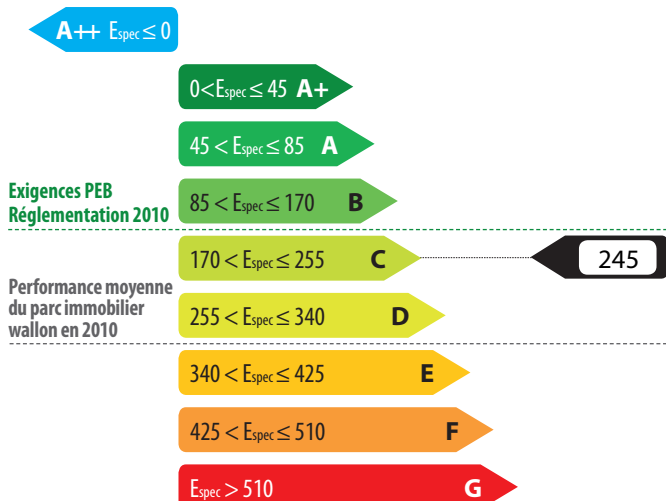 A++ Espec ≤ 0
0<Espec ≤ 45 A+
45 < Espec ≤ 85 A
Exigences PEB
Réglementation 2010
85 < Espec ≤ 170 B
170 < Espec ≤ 255 C
245
Performance moyenne
du parc immobilier
wallon en 2010
255 < Espec ≤ 340 D
340 < Espec ≤ 425 E
425 < Espec ≤ 510 F
Espec > 510 G